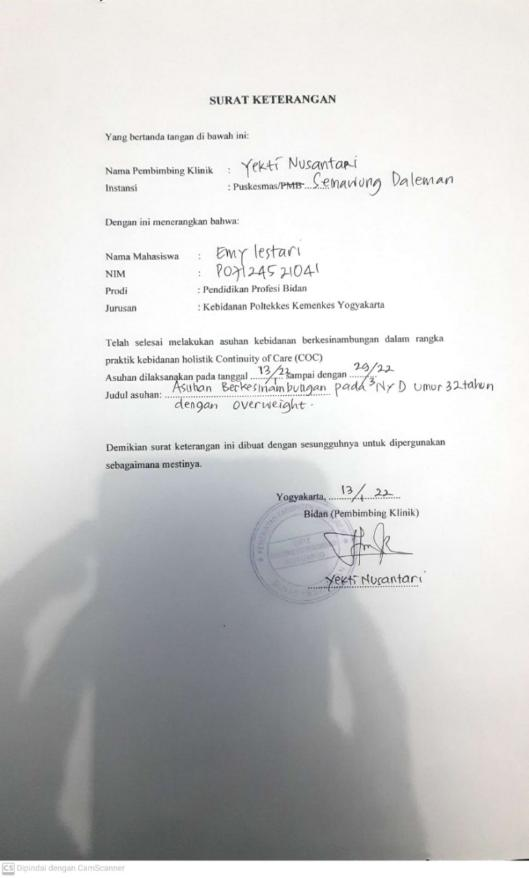 SURAT KETERANGAN
Yang bertanda tangan di bawah ini:
Nama Pembimbing Klinik : Yekti Nusantari
Instansi : Puskesmas/PMB Semawung Daleman
Dengan ini menerangkan bahwa:
Nama Mahasiswa : Emy lestari
NIM : P07124521041
Prodi : Pendidikan Profesi Bidan
Jurusan : Kebidanan Poltekkes Kemenkes Yogyakarta
Telah selesai melakukan asuhan kebidanan berkesinambungan dalam rangka
praktik kebidanan holistik Continuity of Care (COC)
Asuhan dilaksanakan pada tanggal 13/1 22 sampai dengan 29/3 22
Judul asuhan: Asuhan Berkesinambungan pada Ny D Umur 32 tahun
dengan overweight.
Demikian surat keterangan ini dibuat dengan sesungguhnya untuk dipergunakan
sebagaimana mestinya.
Yogyakarta, 13/1 22
Bidan (Pembimbing Klinik)
Yekti Nusantari
CS Dipindai dengan CamScanner